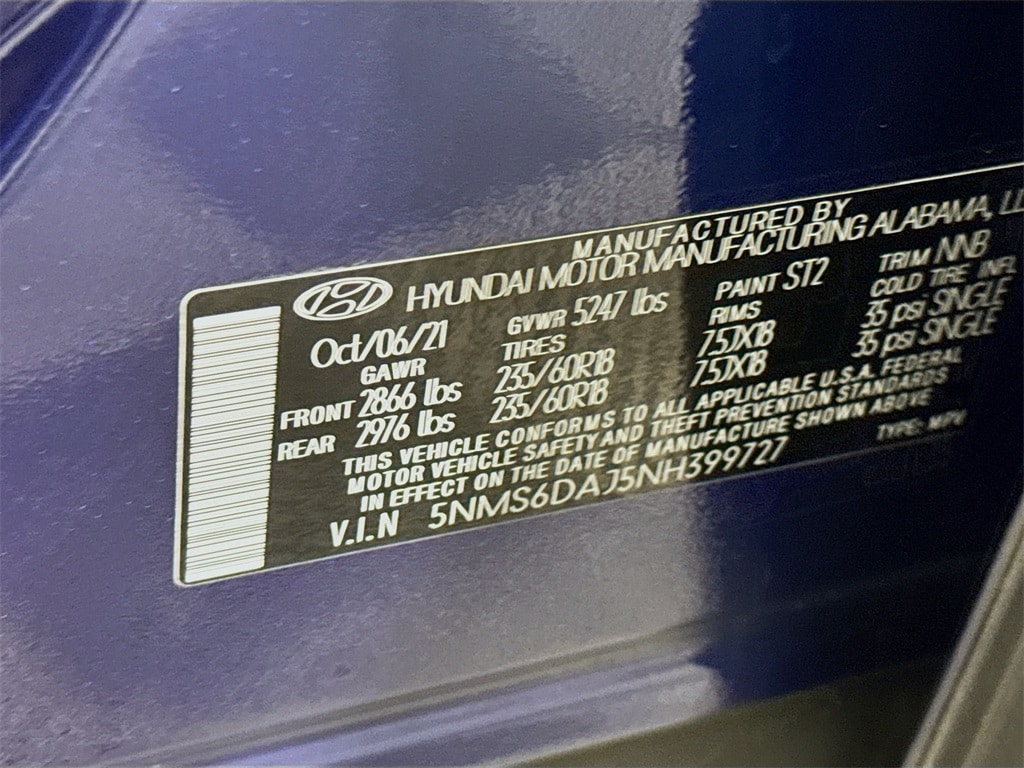 MANUFACTURED BY
HYUNDAI MOTOR MANUFACTURING ALABAMA,
Oct/06/21 GVWR 5247 lbs PAINT ST2 TRIM NNB
GAWR TIRES RIMS COLD TIRE INFL
FRONT 2866 lbs 235/60R18 7.5JX18 35 psi SINGLE
REAR 2976 lbs 235/60R18 7.5JX18 35 psi SINGLE
THIS VEHICLE CONFORMS TO ALL APPLICABLE U.S.A. FEDERAL
MOTOR VEHICLE SAFETY AND THEFT PREVENTION STANDARDS
IN EFFECT ON THE DATE OF MANUFACTURE SHOWN ABOVE
V.I.N 5NMS6DAJ5NH399727 TYPE: MPV